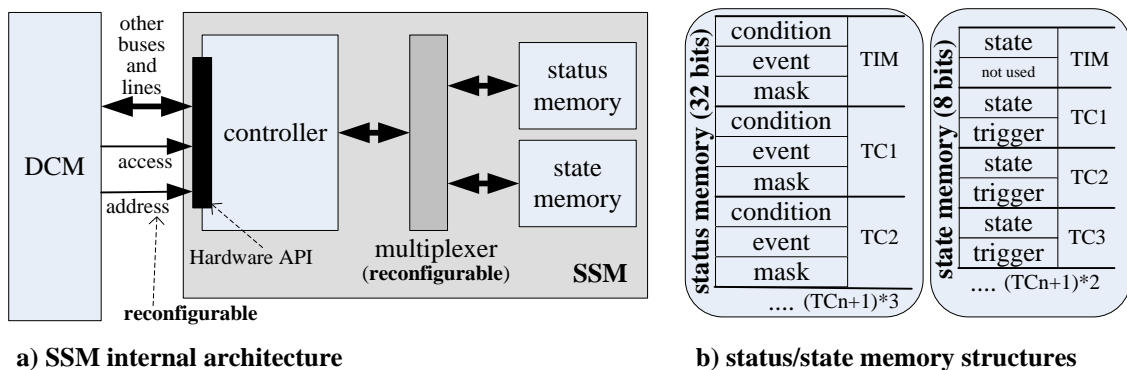 DCM
other
buses
and
lines
access
address
reconfigurable
controller
Hardware API
multiplexer
(reconfigurable)
status
memory
state
memory
SSM
a) SSM internal architecture
status memory (32 bits)
condition
event
mask
TIM
condition
event
mask
TC1
condition
event
mask
TC2
.... (TCn+1)*3
state memory (8 bits)
state
not used
TIM
state
trigger
TC1
state
trigger
TC2
state
trigger
TC3
.... (TCn+1)*2
b) status/state memory structures